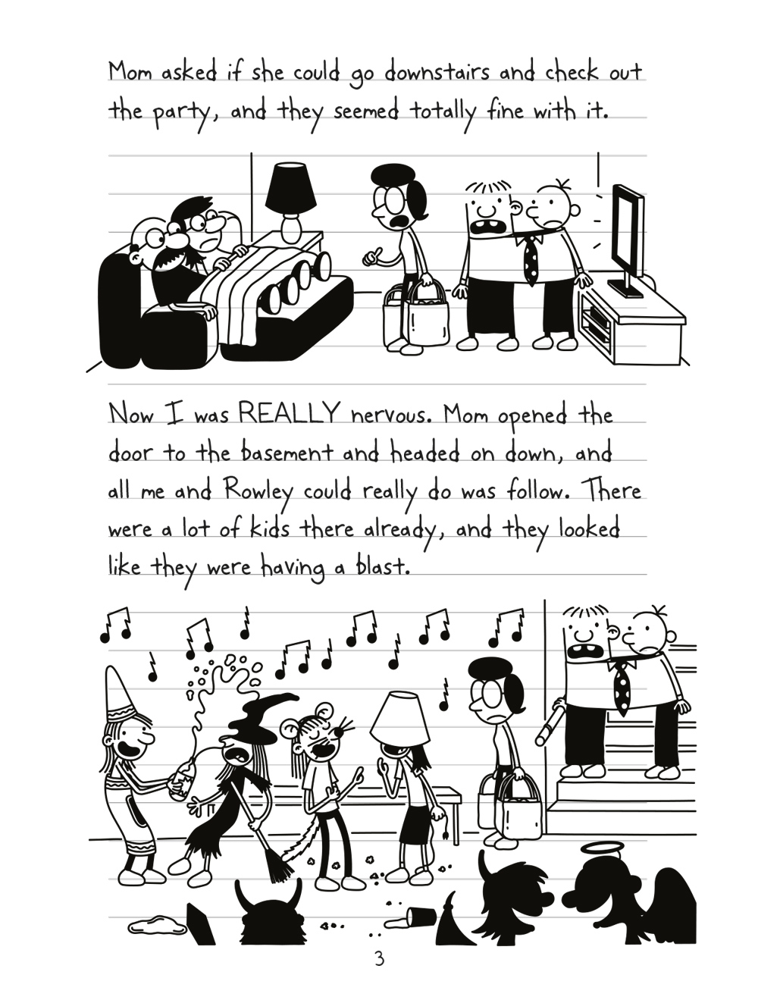 Mom asked if she could go downstairs and check out
the party, and they seemed totally fine with it.
Now I was REALLY nervous. Mom opened the
door to the basement and headed on down, and
all me and Rowley could really do was follow. There
were a lot of kids there already, and they looked
like they were having a blast.
3